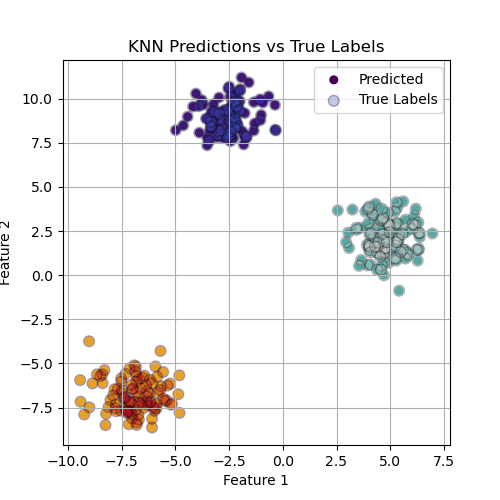 KNN Predictions vs True Labels
Predicted
True Labels
10.0
7.5
5.0
2.5
0.0
−2.5
−5.0
−7.5
Feature 2
−10.0 −7.5 −5.0 −2.5 0.0 2.5 5.0 7.5
Feature 1